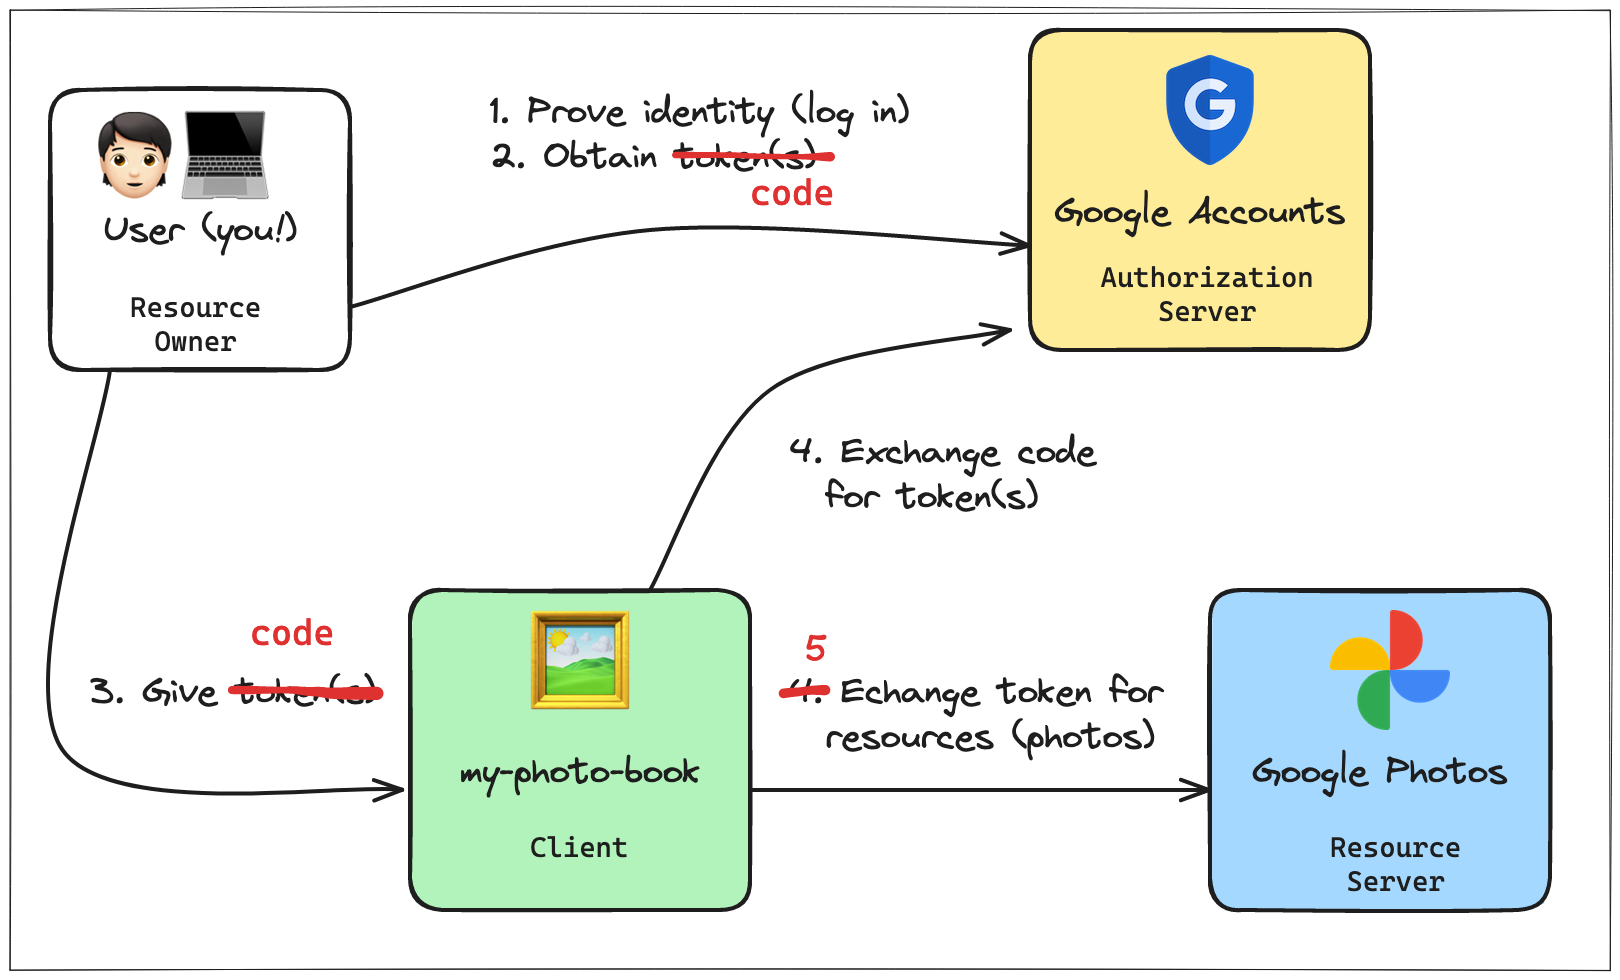 User (you!)
Resource
Owner
1. Prove identity (log in)
2. Obtain token(s)
code
G
Google Accounts
Authorization
Server
4. Exchange code
for token(s)
code
3. Give token(s)
my-photo-book
Client
5
4. Echange token for
resources (photos)
Google Photos
Resource
Server